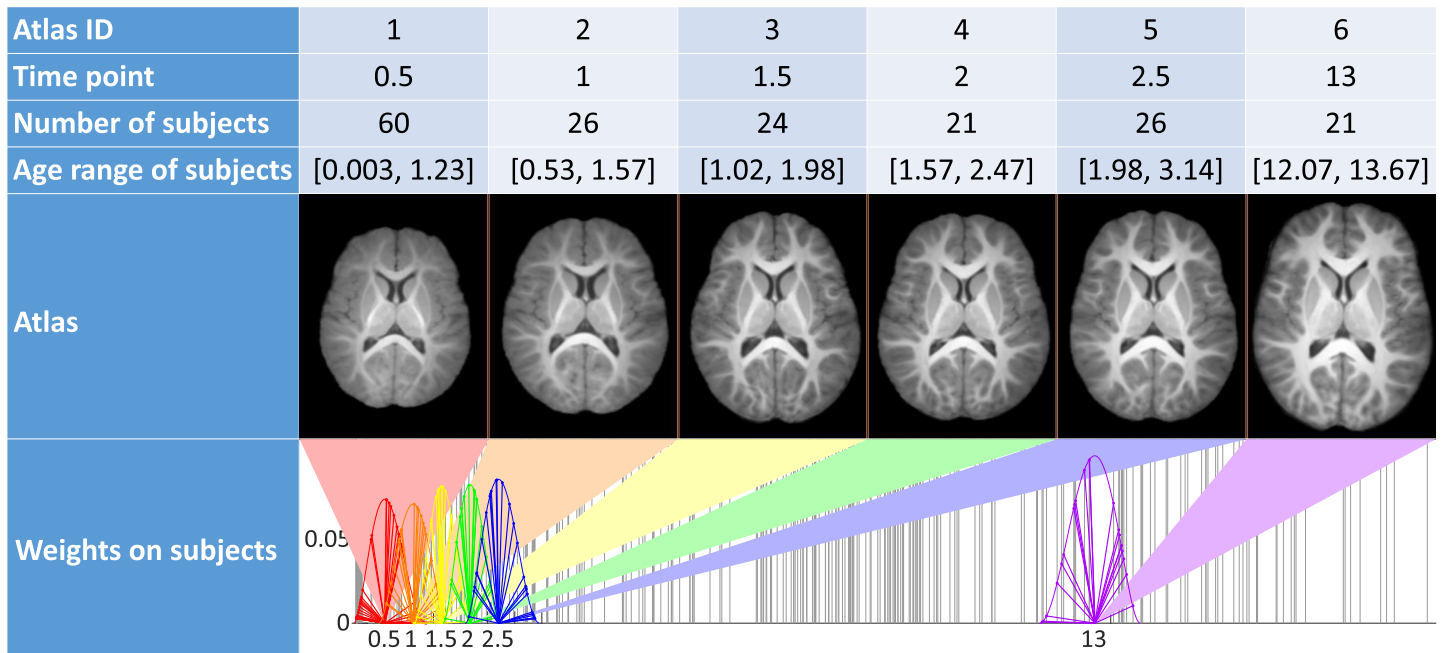 Atlas ID 1 2 3 4 5 6
Time point 0.5 1 1.5 2 2.5 13
Number of subjects 60 26 24 21 26 21
Age range of subjects [0.003, 1.23] [0.53, 1.57] [1.02, 1.98] [1.57, 2.47] [1.98, 3.14] [12.07, 13.67]
Atlas
Weights on subjects
0.05
0
0.5 1 1.5 2 2.5 13